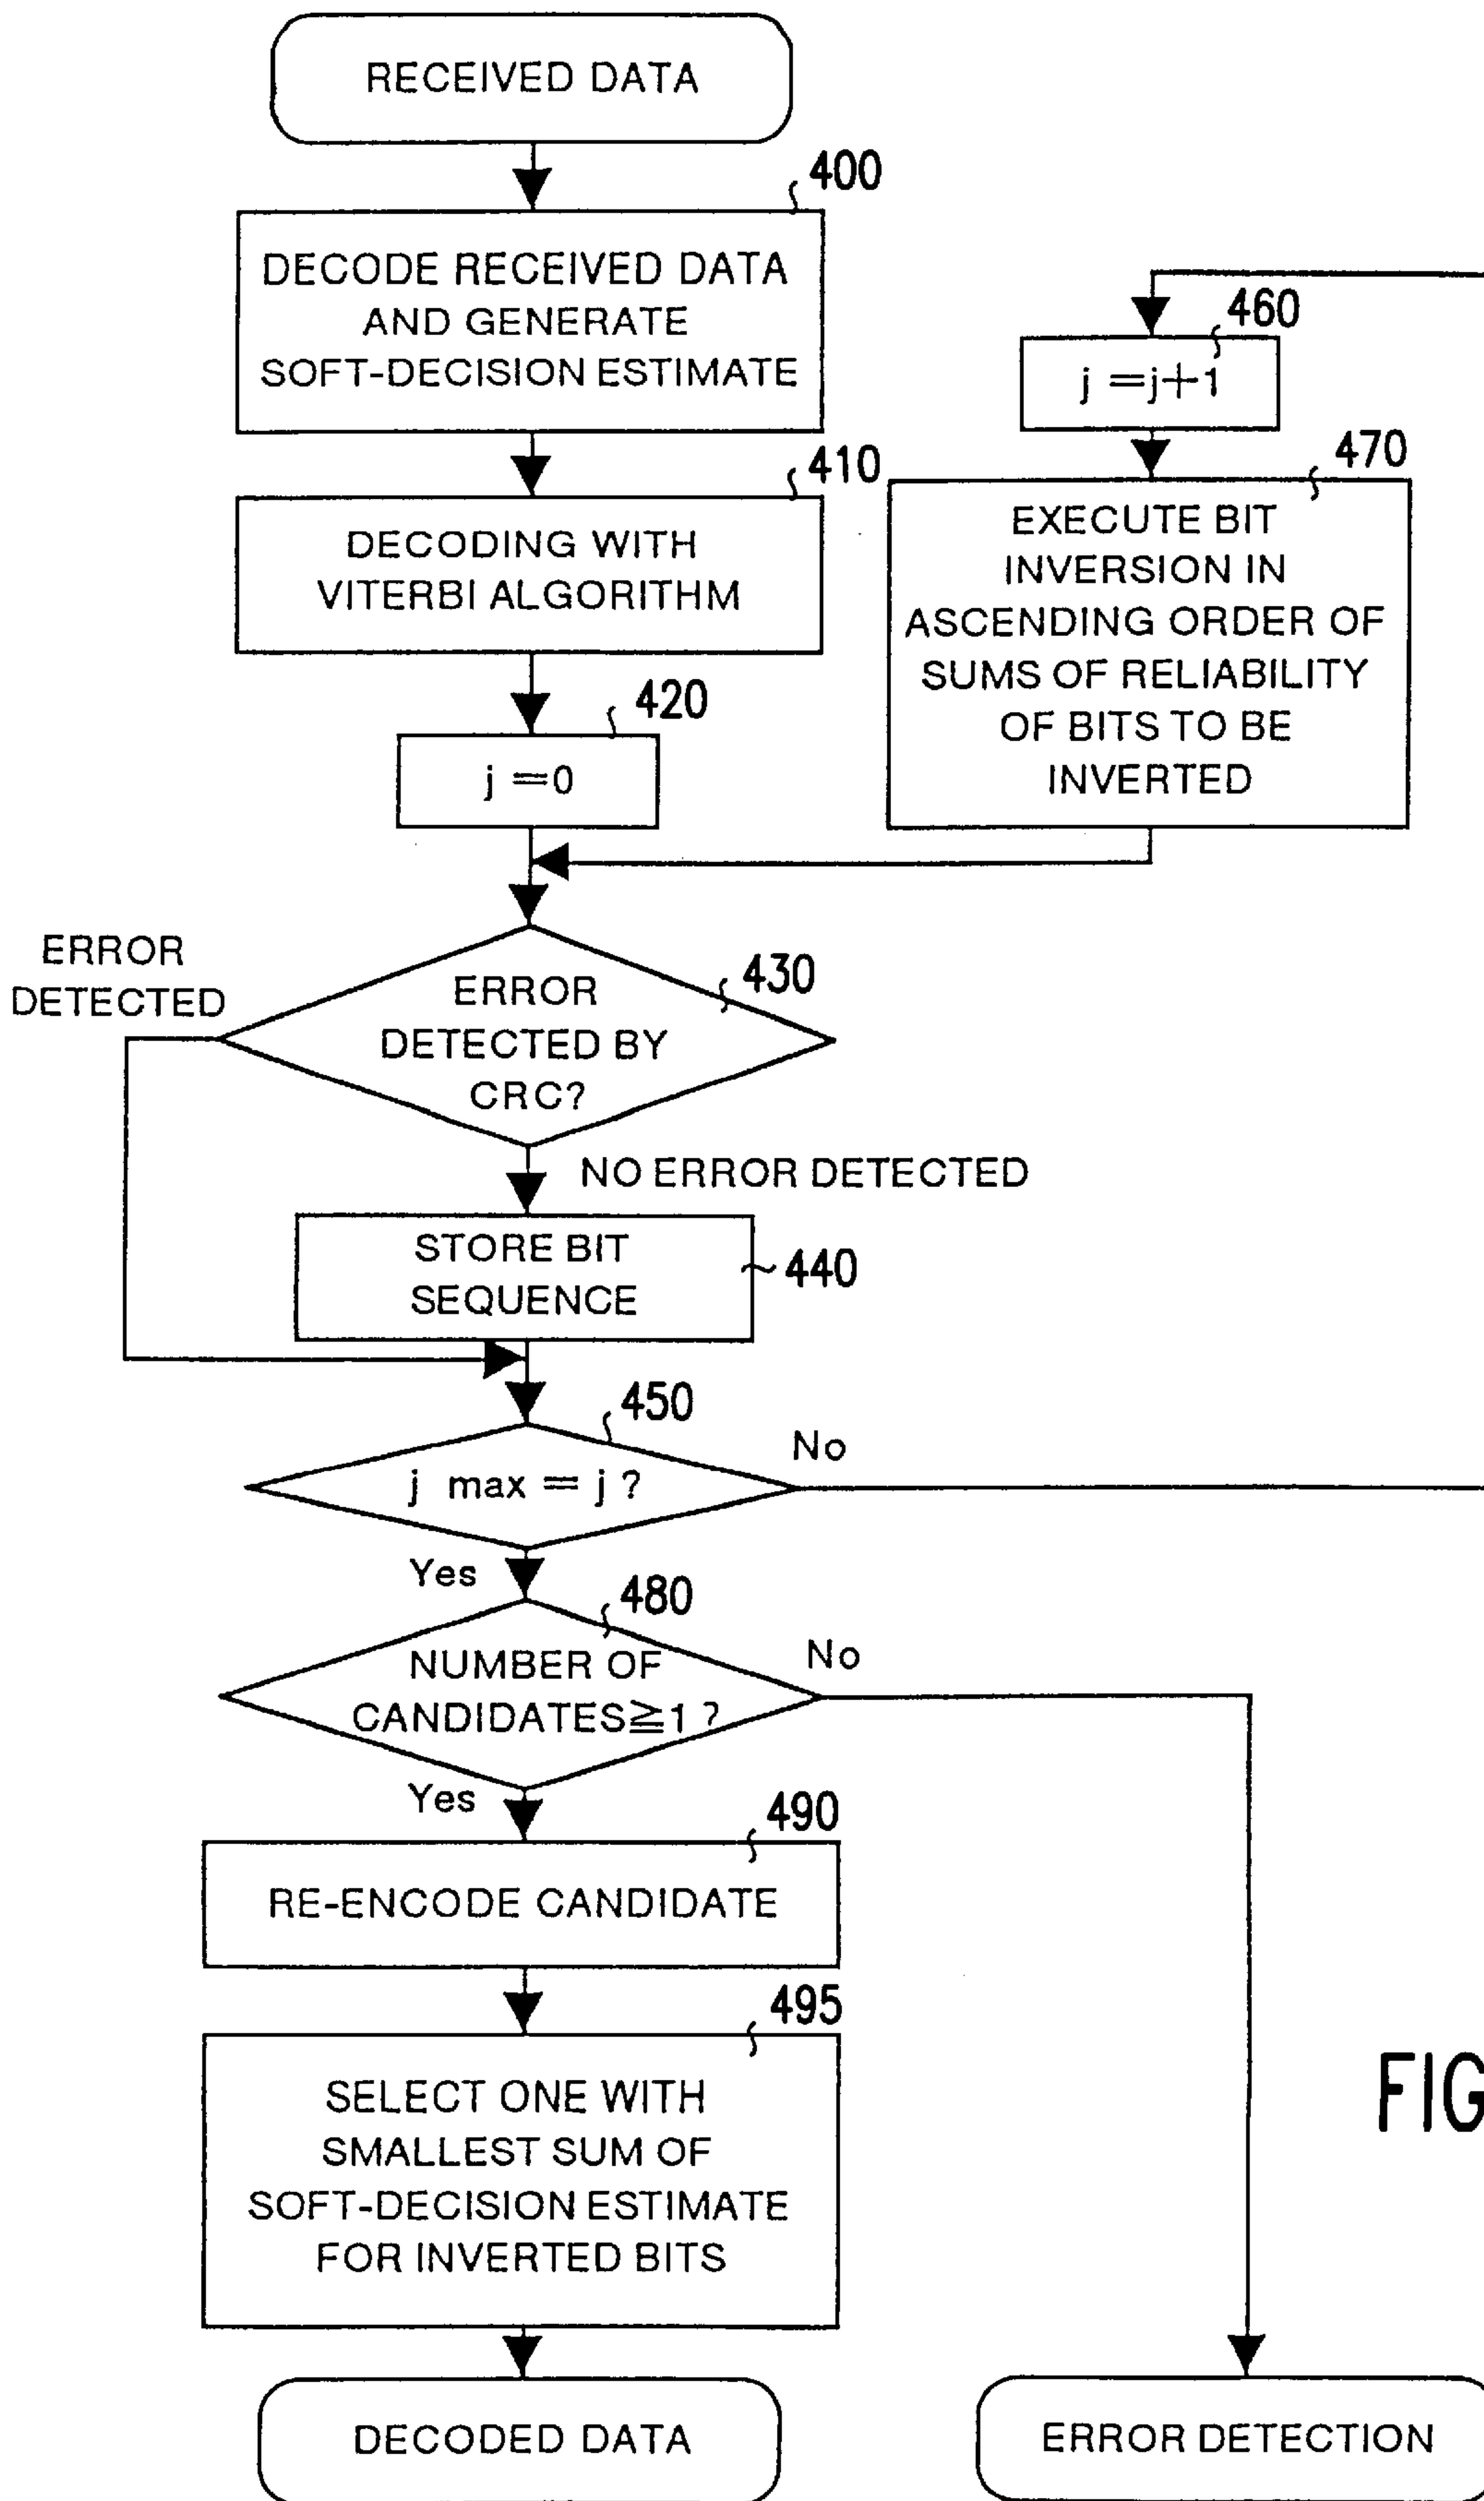 RECEIVED DATA
400
DECODE RECEIVED DATA
AND GENERATE
SOFT-DECISION ESTIMATE
410
DECODING WITH
VITERBI ALGORITHM
420
j =0
460
j =j+1
470
EXECUTE BIT
INVERSION IN
ASCENDING ORDER OF
SUMS OF RELIABILITY
OF BITS TO BE
INVERTED
ERROR
DETECTED
430
ERROR
DETECTED BY
CRC?
NO ERROR DETECTED
STORE BIT
SEQUENCE
440
450
j max = j ?
No
Yes
480
NUMBER OF
CANDIDATES≧1 ?
No
Yes
490
RE-ENCODE CANDIDATE
495
SELECT ONE WITH
SMALLEST SUM OF
SOFT-DECISION ESTIMATE
FOR INVERTED BITS
FIG
DECODED DATA
ERROR DETECTION